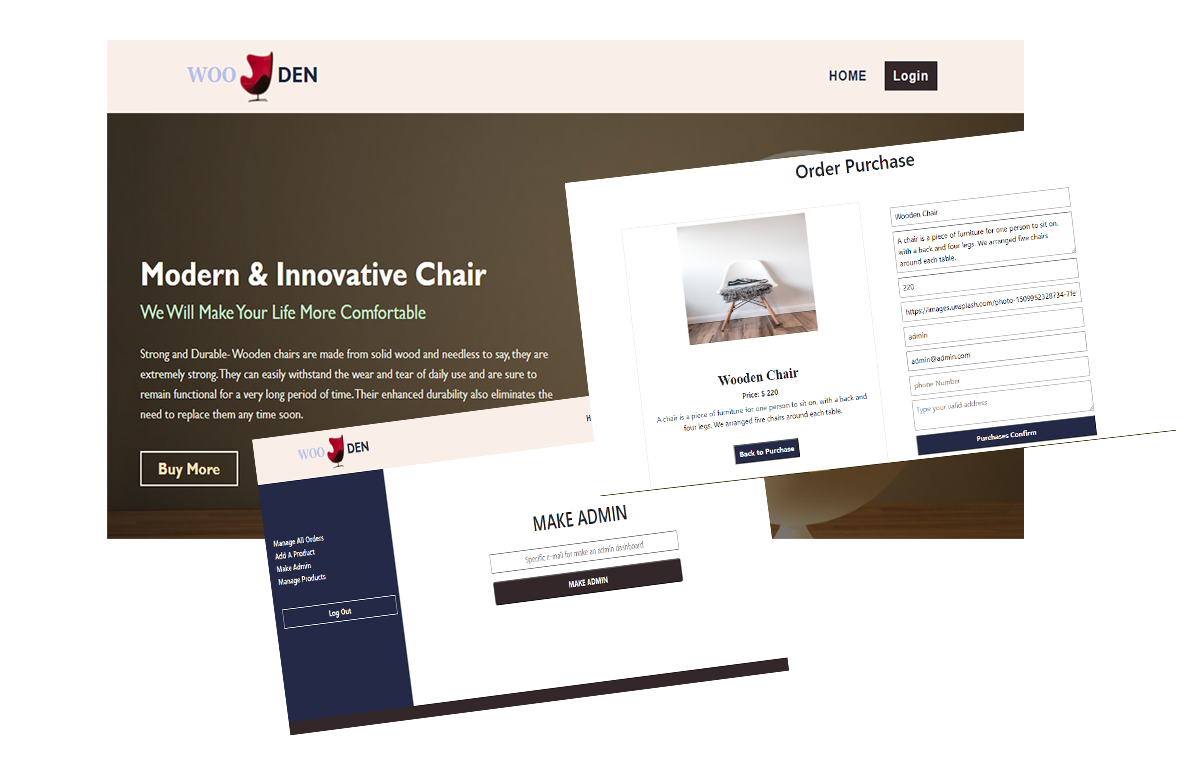 WOO DEN
HOME
Login
Modern & Innovative Chair
We Will Make Your Life More Comfortable
Strong and Durable- Wooden chairs are made from solid wood and needless to say, they are
extremely strong. They can easily withstand the wear and tear of daily use and are sure to
remain functional for a very long period of time. Their enhanced durability also eliminates the
need to replace them any time soon.
Buy More
Order Purchase
Wooden Chair
Price: $ 220
A chair is a piece of furniture for one person to sit on, with a back and
four legs. We arranged five chairs around each table.
Back to Purchase
Wooden Chair
A chair is a piece of furniture for one person to sit on,
with a back and four legs. We arranged five chairs
around each table.
220
https://images.unsplash.com/photo-1509952328734-7fe
admin
admin@admin.com
phone Number
Type your valid address
Purchases Confirm
WOO DEN
H
Manage All Orders
Add A Product
Make Admin
Manage Products
Log Out
MAKE ADMIN
Specific e-mail for make an admin dashboard
MAKE ADMIN